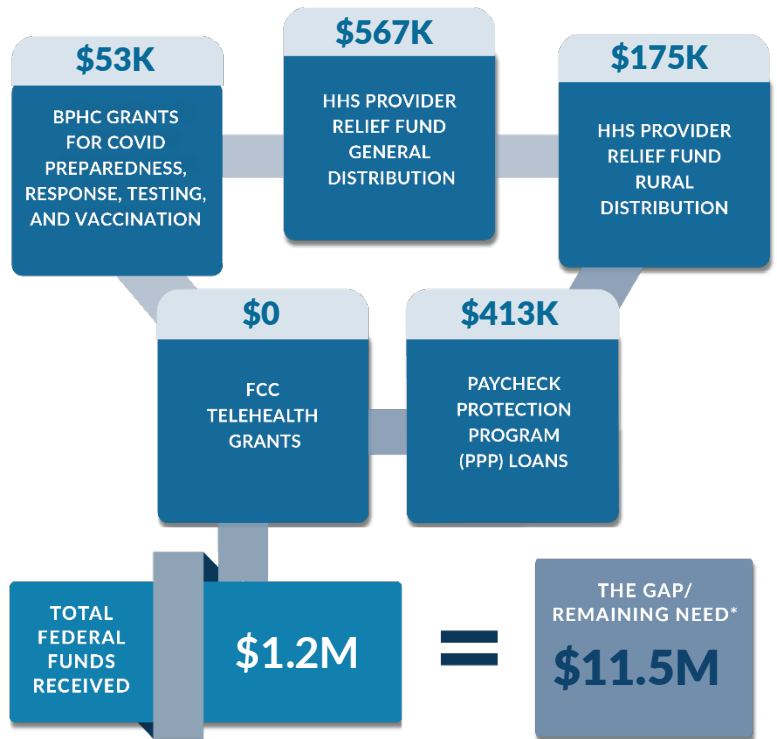 $53K
BPHC GRANTS
FOR COVID
PREPAREDNESS,
RESPONSE, TESTING,
AND VACCINATION
$567K
HHS PROVIDER
RELIEF FUND
GENERAL
DISTRIBUTION
$175K
HHS PROVIDER
RELIEF FUND
RURAL
DISTRIBUTION
$0
FCC
TELEHEALTH
GRANTS
$413K
PAYCHECK
PROTECTION
PROGRAM
(PPP) LOANS
TOTAL
FEDERAL
FUNDS
RECEIVED
$1.2M
=
THE GAP/
REMAINING NEED*
$11.5M